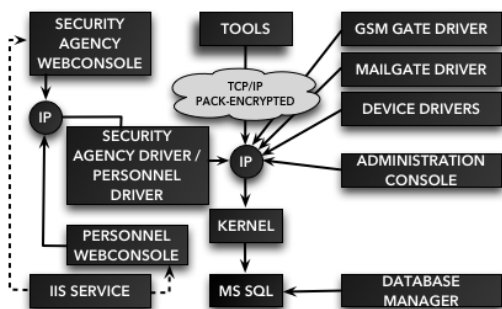 SECURITY
AGENCY
WEBCONSOLE
TOOLS
GSM GATE DRIVER
MAILGATE DRIVER
DEVICE DRIVERS
TCP/IP
PACK-ENCRYPTED
IP
SECURITY
AGENCY DRIVER /
PERSONNEL
DRIVER
IP
ADMINISTRATION
CONSOLE
KERNEL
PERSONNEL
WEBCONSOLE
IIS SERVICE
MS SQL
DATABASE
MANAGER